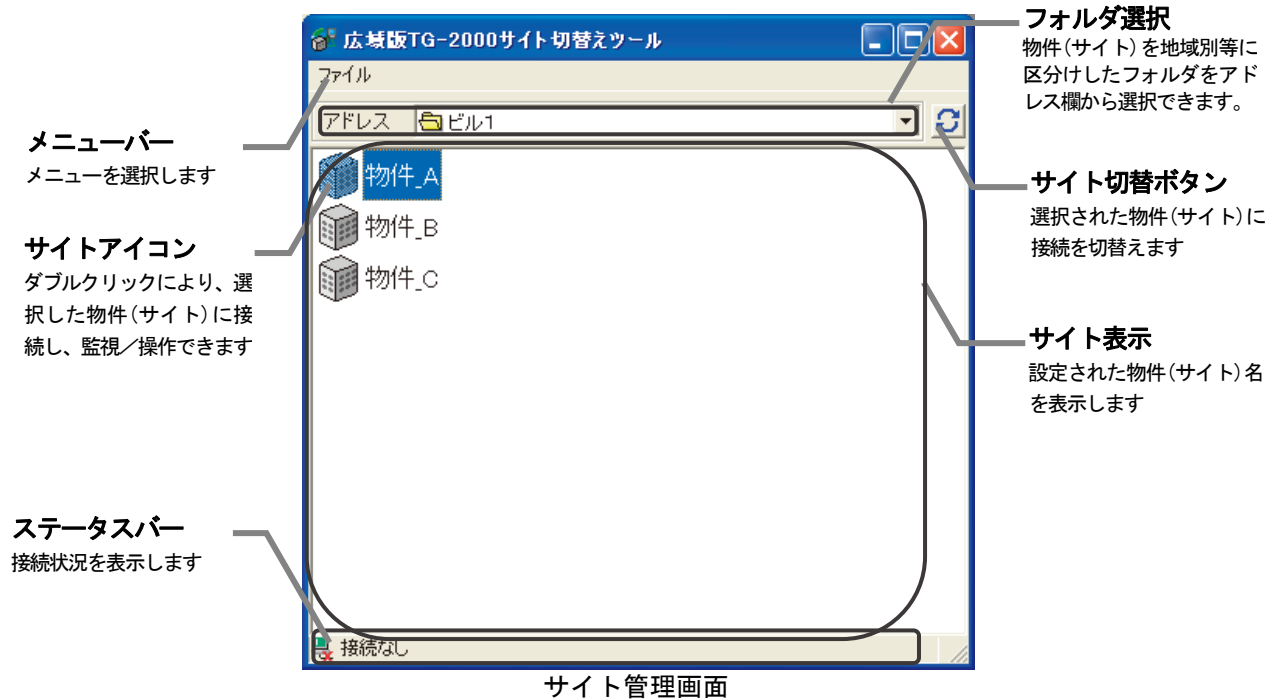 フォルダ選択
物件(サイト)を地域別等に
区分けしたフォルダをアド
レス欄から選択できます。
広域版TG-2000サイト切替えツール
ファイル
アドレス ビル1
メニューバー
メニューを選択します
物件_A
物件_B
物件_C
サイト切替ボタン
選択された物件(サイト)に
接続を切替えます
サイトアイコン
ダブルクリックにより、選
択した物件(サイト)に接
続し、監視／操作できます
サイト表示
設定された物件(サイト)名
を表示します
ステータスバー
接続状況を表示します
接続なし
サイト管理画面